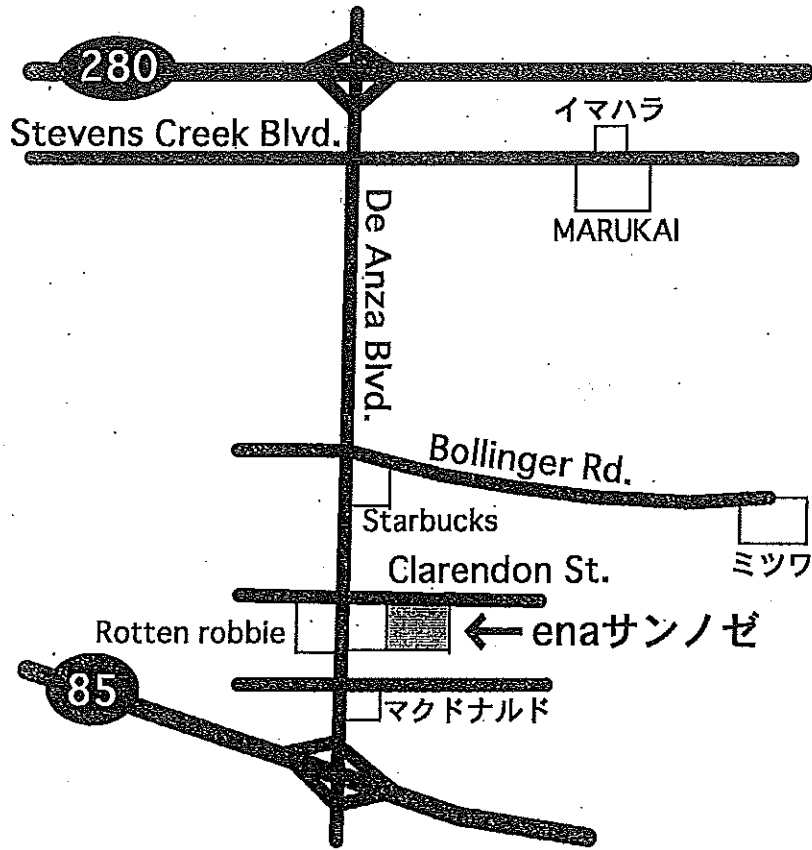 280
イマハラ
Stevens Creek Blvd.
MARUKAI
De Anza Blvd.
Bollinger Rd.
Starbucks
ミツワ
Clarendon St.
Rotten robbie
← enaサンノゼ
85
マクドナルド